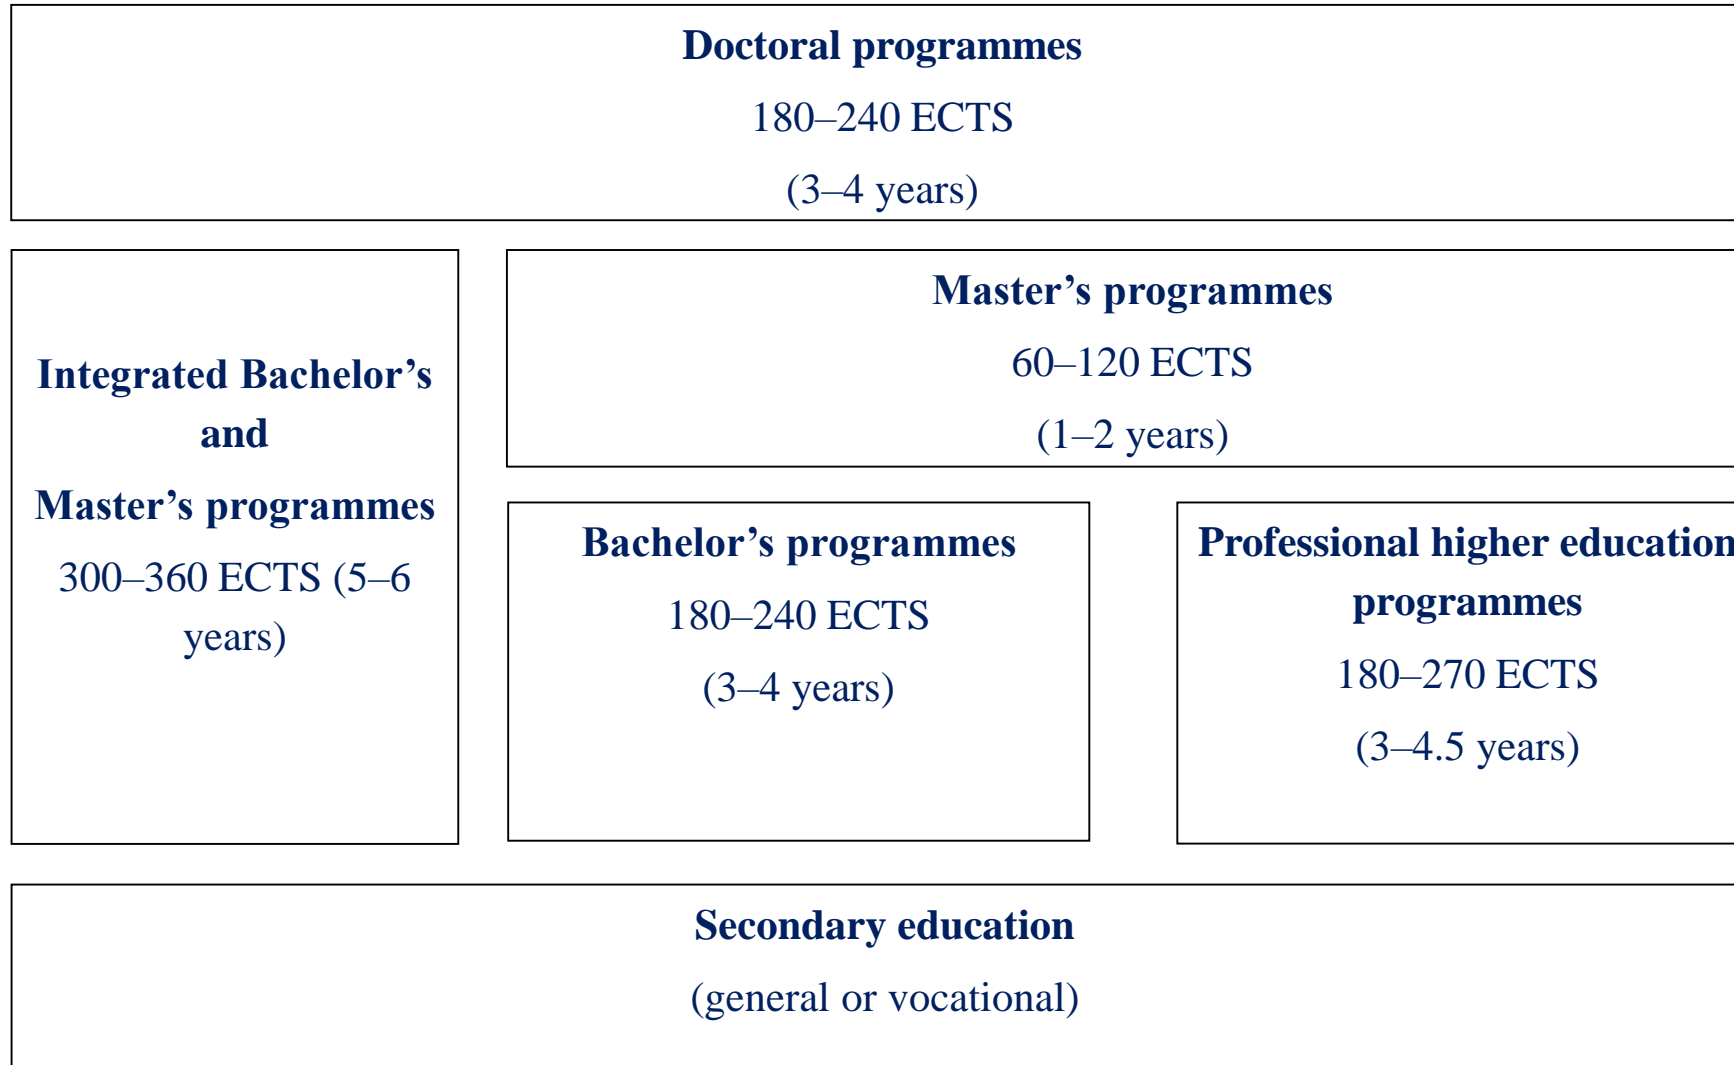 Doctoral programmes
180–240 ECTS
(3–4 years)
Integrated Bachelor’s
and
Master’s programmes
300–360 ECTS (5–6
years)
Master’s programmes
60–120 ECTS
(1–2 years)
Bachelor’s programmes
180–240 ECTS
(3–4 years)
Professional higher education
programmes
180–270 ECTS
(3–4.5 years)
Secondary education
(general or vocational)